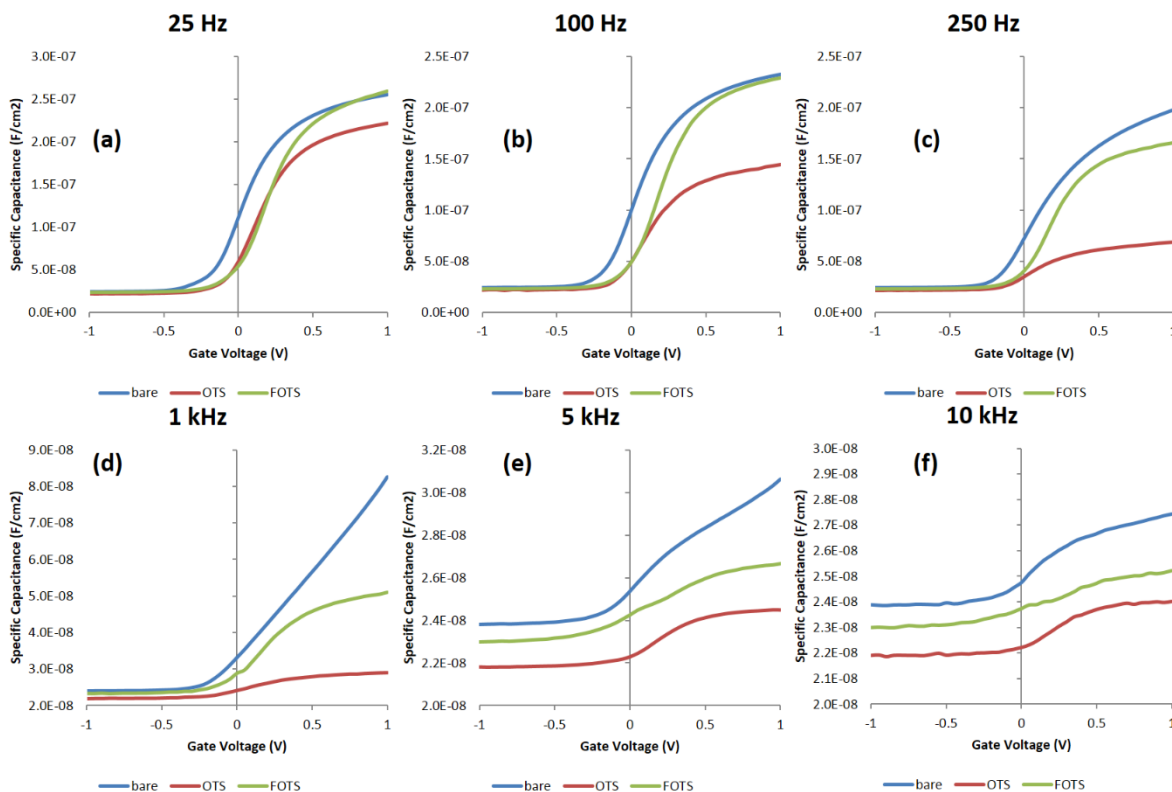 25 Hz
100 Hz
250 Hz
(a)
Specific Capacitance (F/cm2)
3.0E-07
2.5E-07
2.0E-07
1.5E-07
1.0E-07
5.0E-08
0.0E+00
-1 -0.5 0 0.5 1
Gate Voltage (V)
bare OTS FOTS
(b)
Specific Capacitance (F/cm2)
2.5E-07
2.0E-07
1.5E-07
1.0E-07
5.0E-08
0.0E+00
-1 -0.5 0 0.5 1
Gate Voltage (V)
bare OTS FOTS
(c)
Specific Capacitance (F/cm2)
2.5E-07
2.0E-07
1.5E-07
1.0E-07
5.0E-08
0.0E+00
-1 -0.5 0 0.5 1
Gate Voltage (V)
bare OTS FOTS
1 kHz
5 kHz
10 kHz
(d)
Specific Capacitance (F/cm2)
9.0E-08
8.0E-08
7.0E-08
6.0E-08
5.0E-08
4.0E-08
3.0E-08
2.0E-08
-1 -0.5 0 0.5 1
Gate Voltage (V)
bare OTS FOTS
(e)
Specific Capacitance (F/cm2)
3.2E-08
3.0E-08
2.8E-08
2.6E-08
2.4E-08
2.2E-08
2.0E-08
-1 -0.5 0 0.5 1
Gate Voltage (V)
bare OTS FOTS
(f)
Specific Capacitance (F/cm2)
3.0E-08
2.9E-08
2.8E-08
2.7E-08
2.6E-08
2.5E-08
2.4E-08
2.3E-08
2.2E-08
2.1E-08
2.0E-08
-1 -0.5 0 0.5 1
Gate Voltage (V)
bare OTS FOTS